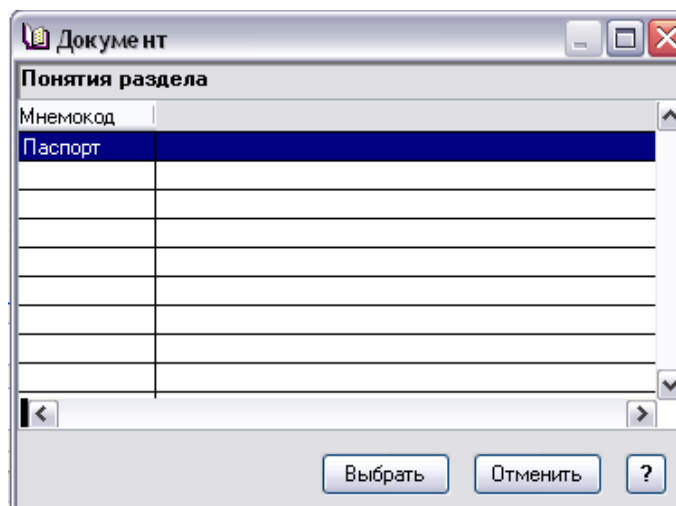 Документ
Понятия раздела
Мнемокод
Паспорт
Выбрать Отменить ?